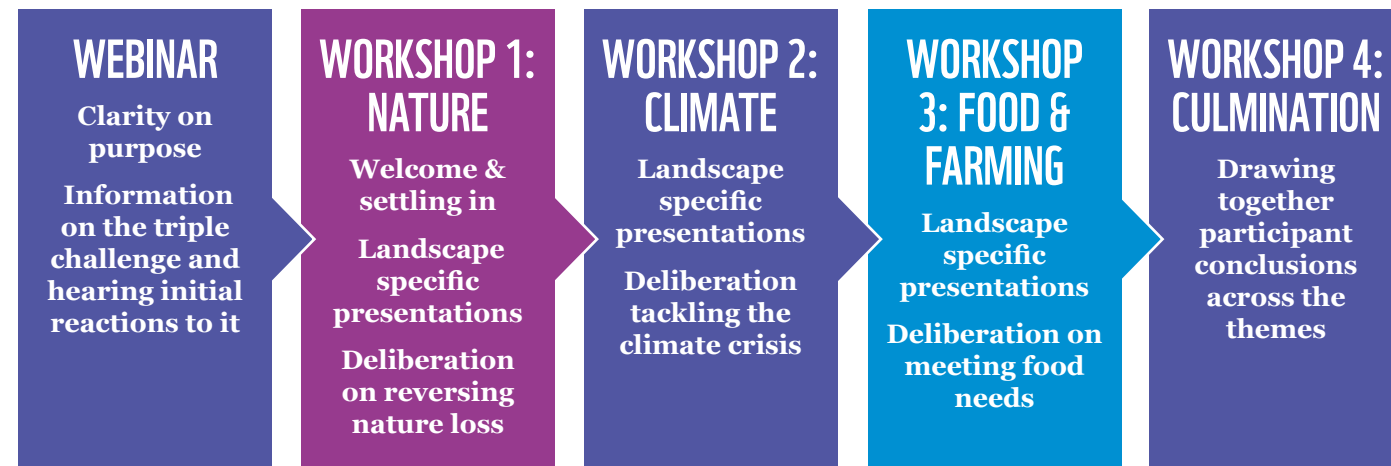 WEBINAR
Clarity on
purpose
Information
on the triple
challenge and
hearing initial
reactions to it
WORKSHOP 1:
NATURE
Welcome &
settling in
Landscape
specific
presentations
Deliberation
on reversing
nature loss
WORKSHOP 2:
CLIMATE
Landscape
specific
presentations
Deliberation
tackling the
climate crisis
WORKSHOP
3: FOOD &
FARMING
Landscape
specific
presentations
Deliberation on
meeting food
needs
WORKSHOP 4:
CULMINATION
Drawing
together
participant
conclusions
across the
themes